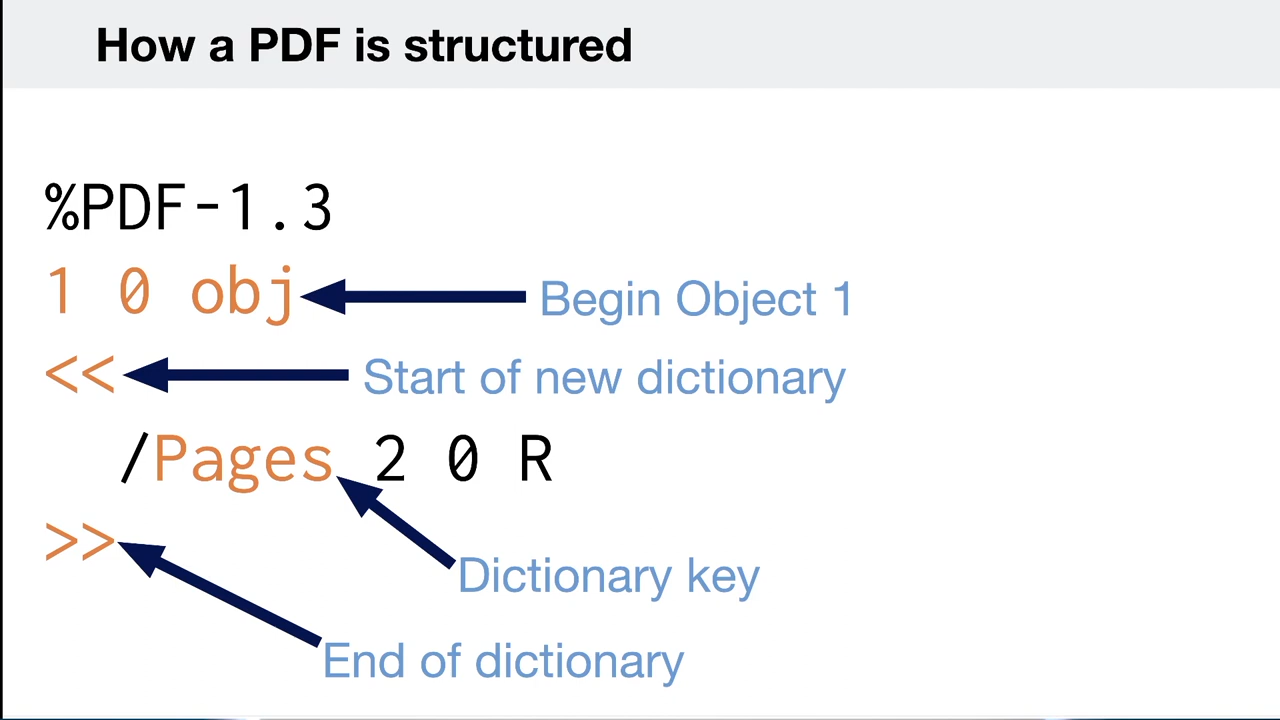 How a PDF is structured
%PDF-1.3
1 0 obj
Begin Object 1
<<
Start of new dictionary
/Pages 2 0 R
>>
Dictionary key
End of dictionary